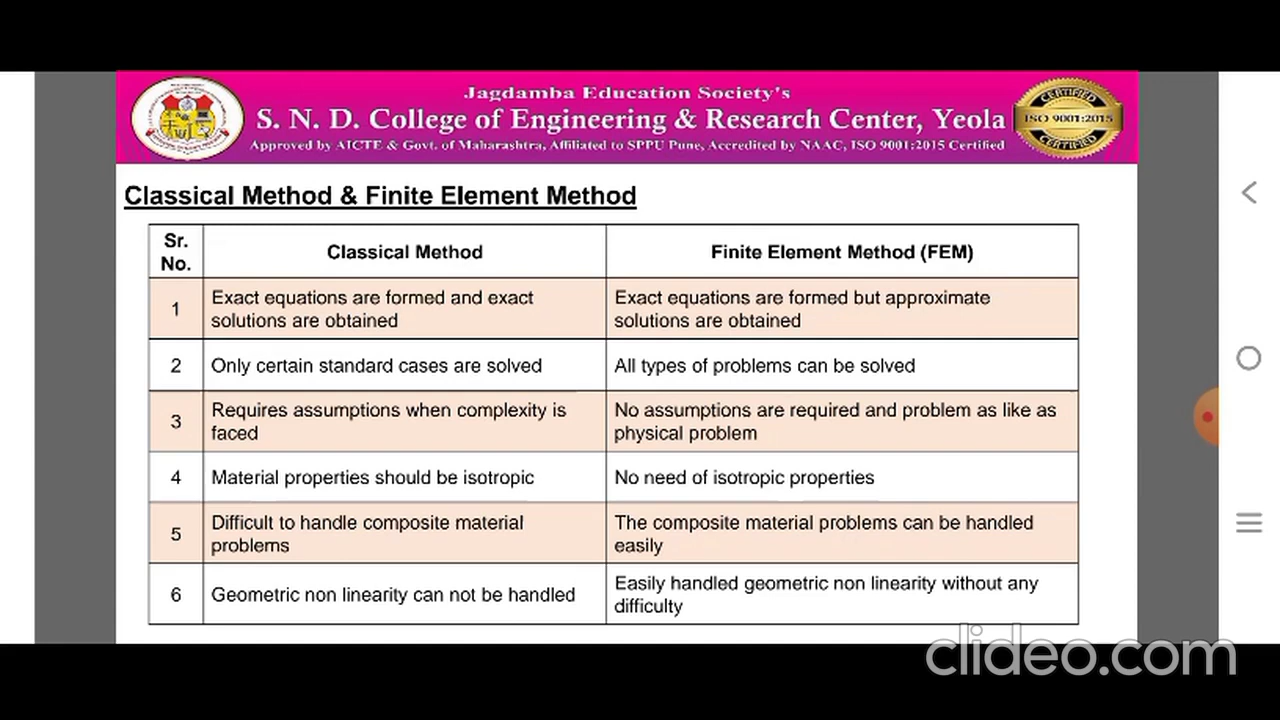 Jagdamba Education Society's
S. N. D. College of Engineering & Research Center, Yeola
Approved by AICTE & Govt. of Maharashtra, Affiliated to SPPU Pune, Accredited by NAAC, ISO 9001:2015 Certified
CERTIFIED
ISO 9001:2015
CERTIFIED
Classical Method & Finite Element Method
Sr.
No.
Classical Method
Finite Element Method (FEM)
1
Exact equations are formed and exact
solutions are obtained
Exact equations are formed but approximate
solutions are obtained
2
Only certain standard cases are solved
All types of problems can be solved
3
Requires assumptions when complexity is
faced
No assumptions are required and problem as like as
physical problem
4
Material properties should be isotropic
No need of isotropic properties
5
Difficult to handle composite material
problems
The composite material problems can be handled
easily
6
Geometric non linearity can not be handled
Easily handled geometric non linearity without any
difficulty
clideo.com